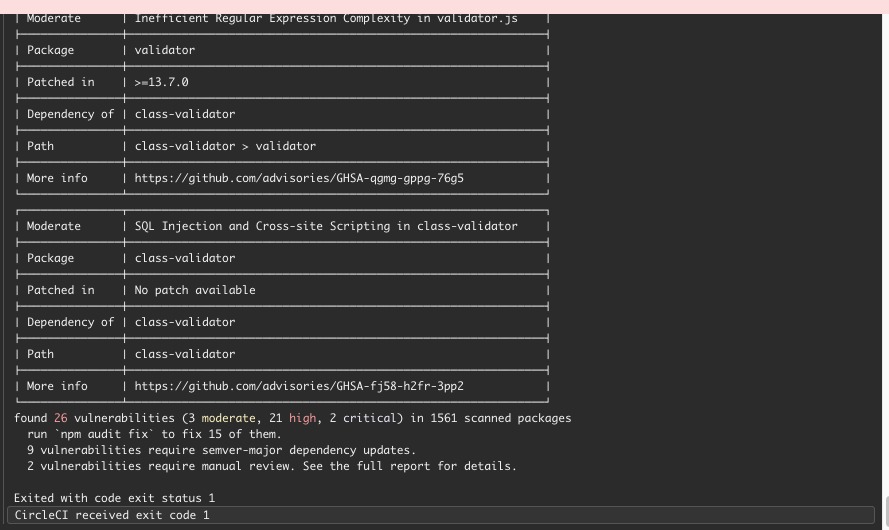 | Moderate | Inefficient Regular Expression Complexity in validator.js |
| Package | validator |
| Patched in | >=13.7.0 |
| Dependency of | class-validator |
| Path | class-validator > validator |
| More info | https://github.com/advisories/GHSA-qgmg-gppg-76g5 |
| Moderate | SQL Injection and Cross-site Scripting in class-validator |
| Package | class-validator |
| Patched in | No patch available |
| Dependency of | class-validator |
| Path | class-validator |
| More info | https://github.com/advisories/GHSA-fj58-h2fr-3pp2 |
found 26 vulnerabilities (3 moderate, 21 high, 2 critical) in 1561 scanned packages
run `npm audit fix` to fix 15 of them.
9 vulnerabilities require semver-major dependency updates.
2 vulnerabilities require manual review. See the full report for details.
Exited with code exit status 1
CircleCI received exit code 1